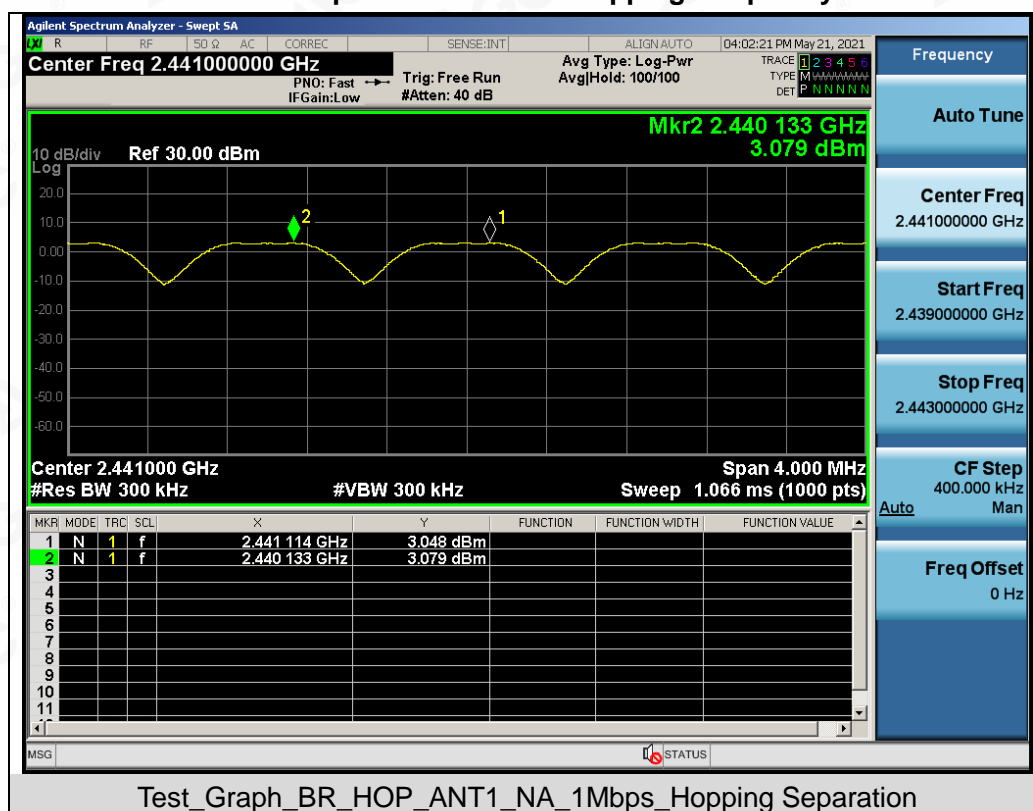 Agilent Spectrum Analyzer - Swept SA
LXI R RF 50 Ω AC CORREC SENSE:INT ALIGN AUTO 04:02:21 PM May 21, 2021
Center Freq 2.441000000 GHz Avg Type: Log-Pwr TRACE 1 2 3 4 5 6
PNO: Fast Trig: Free Run Avg|Hold: 100/100 TYPE M
IFGain:Low #Atten: 40 dB DET P N N N N N
Mkr2 2.440 133 GHz
3.079 dBm
10 dB/div Ref 30.00 dBm
Log
20.0
10.0
0.00
-10.0
-20.0
-30.0
-40.0
-50.0
-60.0
2
1
Center 2.441000 GHz Span 4.000 MHz
#Res BW 300 kHz #VBW 300 kHz Sweep 1.066 ms (1000 pts)
MKR MODE TRC SCL X Y FUNCTION FUNCTION WIDTH FUNCTION VALUE
1 N 1 f 2.441 114 GHz 3.048 dBm
2 N 1 f 2.440 133 GHz 3.079 dBm
3
4
5
6
7
8
9
10
11
MSG STATUS
Frequency
Auto Tune
Center Freq
2.441000000 GHz
Start Freq
2.439000000 GHz
Stop Freq
2.443000000 GHz
CF Step
400.000 kHz
Auto Man
Freq Offset
0 Hz
Test_Graph_BR_HOP_ANT1_NA_1Mbps_Hopping Separation